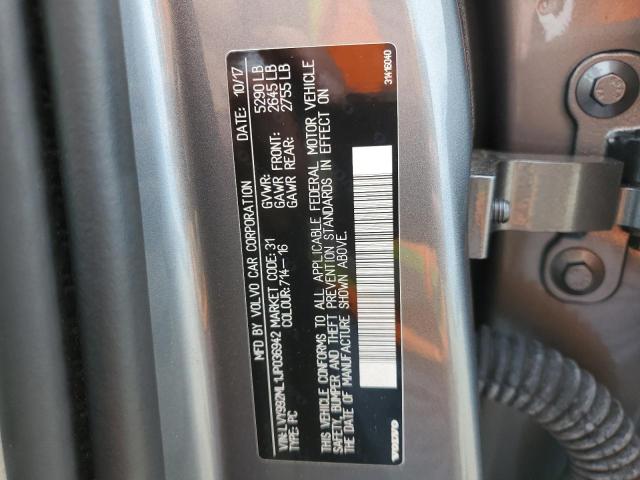 MFD BY VOLVO CAR CORPORATION DATE: 10/17
VIN: LVY992ML1JP036942 MARKET CODE: 31 GVWR: 5290 LB
TYPE: PC COLOUR: 714-16 GAWR FRONT: 2645 LB
GAWR REAR: 2755 LB
THIS VEHICLE CONFORMS TO ALL APPLICABLE FEDERAL MOTOR VEHICLE
SAFETY, BUMPER AND THEFT PREVENTION STANDARDS IN EFFECT ON
THE DATE OF MANUFACTURE SHOWN ABOVE.
VOLVO 31416040